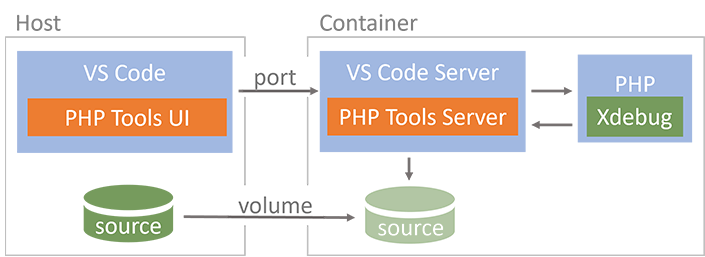 Host
Container
VS Code
PHP Tools UI
port
VS Code Server
PHP Tools Server
PHP
Xdebug
source
volume
source